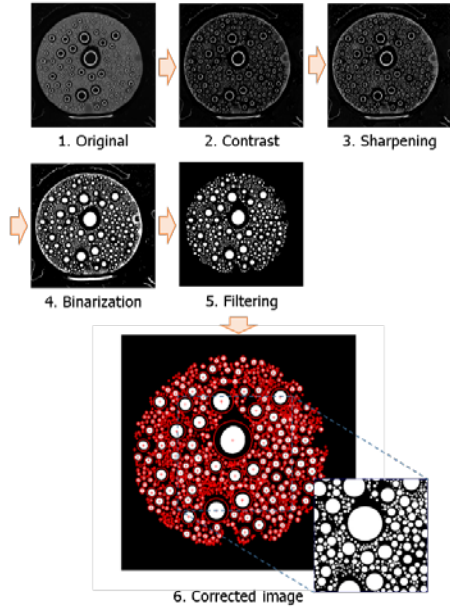 1. Original
2. Contrast
3. Sharpening
4. Binarization
5. Filtering
6. Corrected image